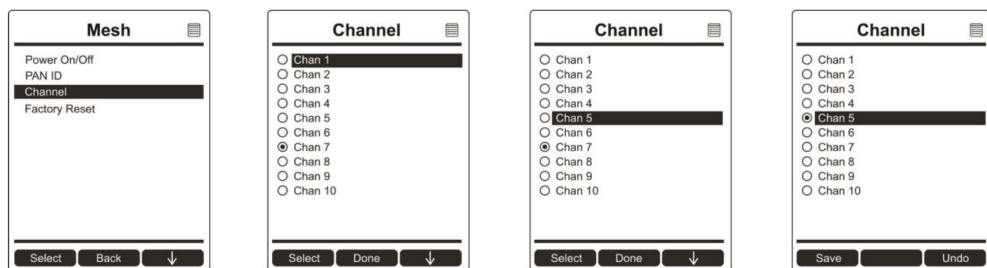 Mesh
Power On/Off
PAN ID
Channel
Factory Reset
Select Back ↓
Channel
Chan 1
Chan 2
Chan 3
Chan 4
Chan 5
Chan 6
Chan 7
Chan 8
Chan 9
Chan 10
Select Done ↓
Channel
Chan 1
Chan 2
Chan 3
Chan 4
Chan 5
Chan 6
Chan 7
Chan 8
Chan 9
Chan 10
Select Done ↓
Channel
Chan 1
Chan 2
Chan 3
Chan 4
Chan 5
Chan 6
Chan 7
Chan 8
Chan 9
Chan 10
Save Undo